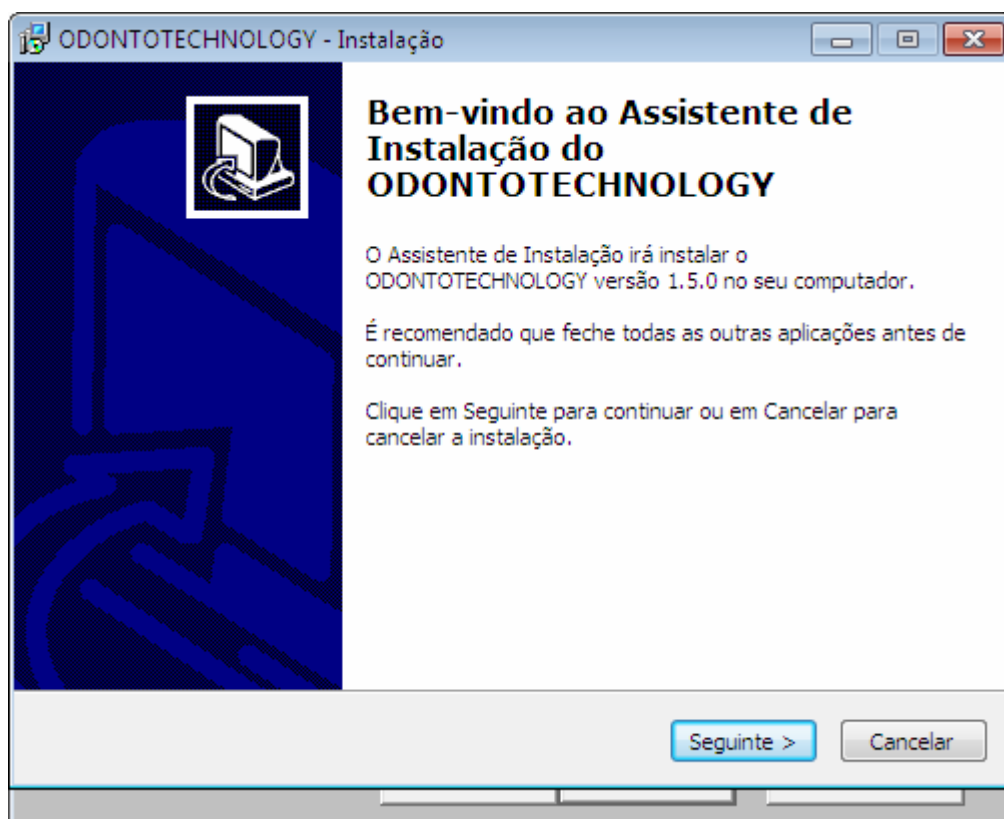 ODONTOTECHNOLOGY - Instalação
Bem-vindo ao Assistente de
Instalação do
ODONTOTECHNOLOGY
O Assistente de Instalação irá instalar o
ODONTOTECHNOLOGY versão 1.5.0 no seu computador.
É recomendado que feche todas as outras aplicações antes de
continuar.
Clique em Seguinte para continuar ou em Cancelar para
cancelar a instalação.
Seguinte >
Cancelar